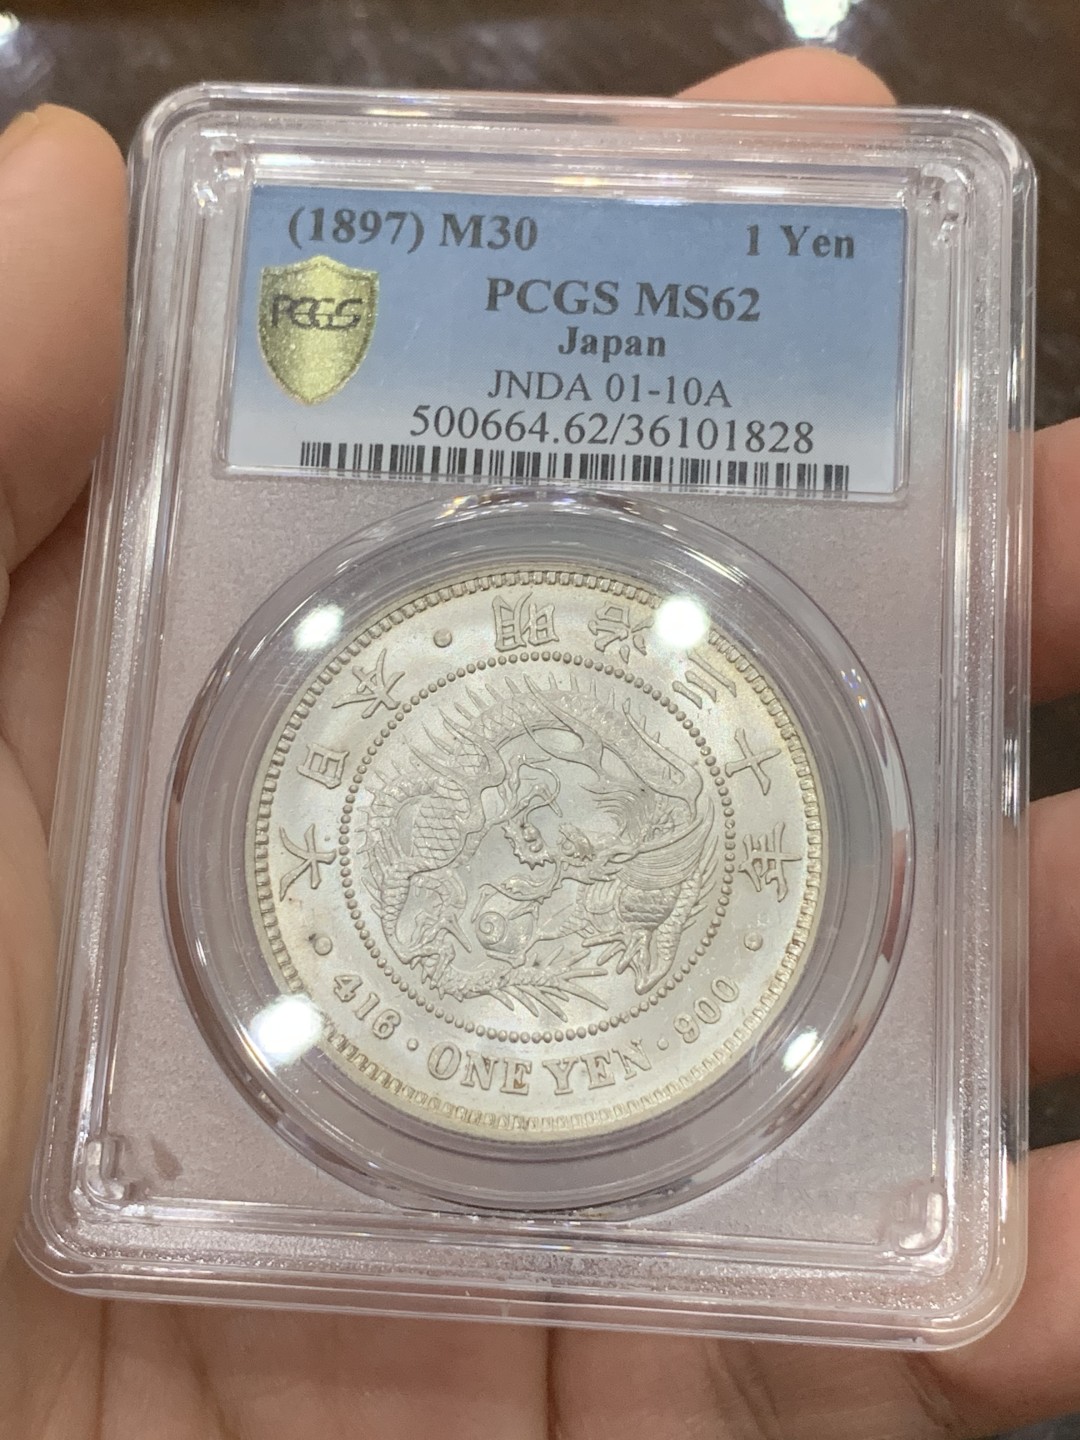 (1897) M30 1 Yen
PCGS
PCGS MS62
Japan
JNDA 01-10A
500664.62/36101828
大日本 · 明治三十年
416 · ONE YEN · 900